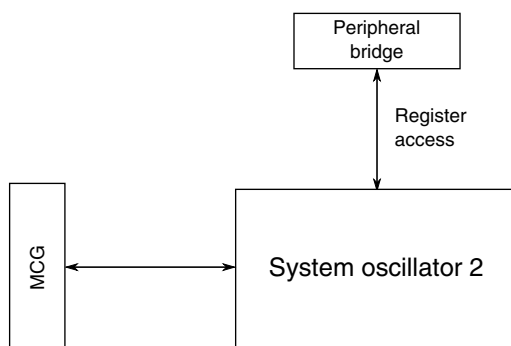 Peripheral
bridge
Register
access
MCG
System oscillator 2